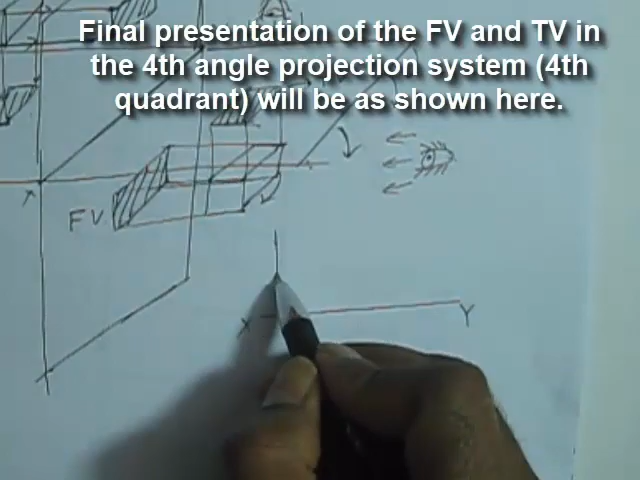 Final presentation of the FV and TV in
the 4th angle projection system (4th
quadrant) will be as shown here.
X
FV
X
Y